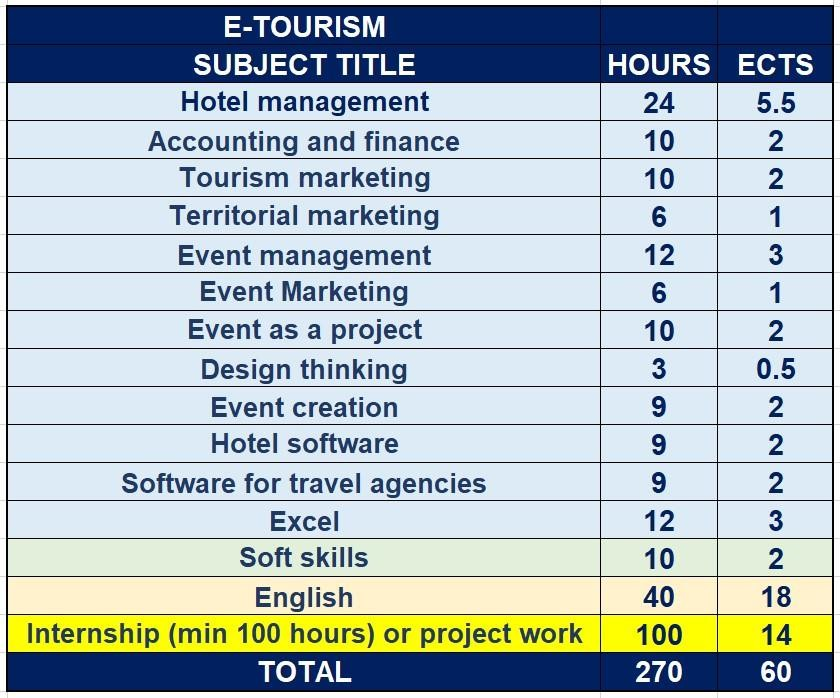 E-TOURISM
SUBJECT TITLE HOURS ECTS
Hotel management 24 5.5
Accounting and finance 10 2
Tourism marketing 10 2
Territorial marketing 6 1
Event management 12 3
Event Marketing 6 1
Event as a project 10 2
Design thinking 3 0.5
Event creation 9 2
Hotel software 9 2
Software for travel agencies 9 2
Excel 12 3
Soft skills 10 2
English 40 18
Internship (min 100 hours) or project work 100 14
TOTAL 270 60